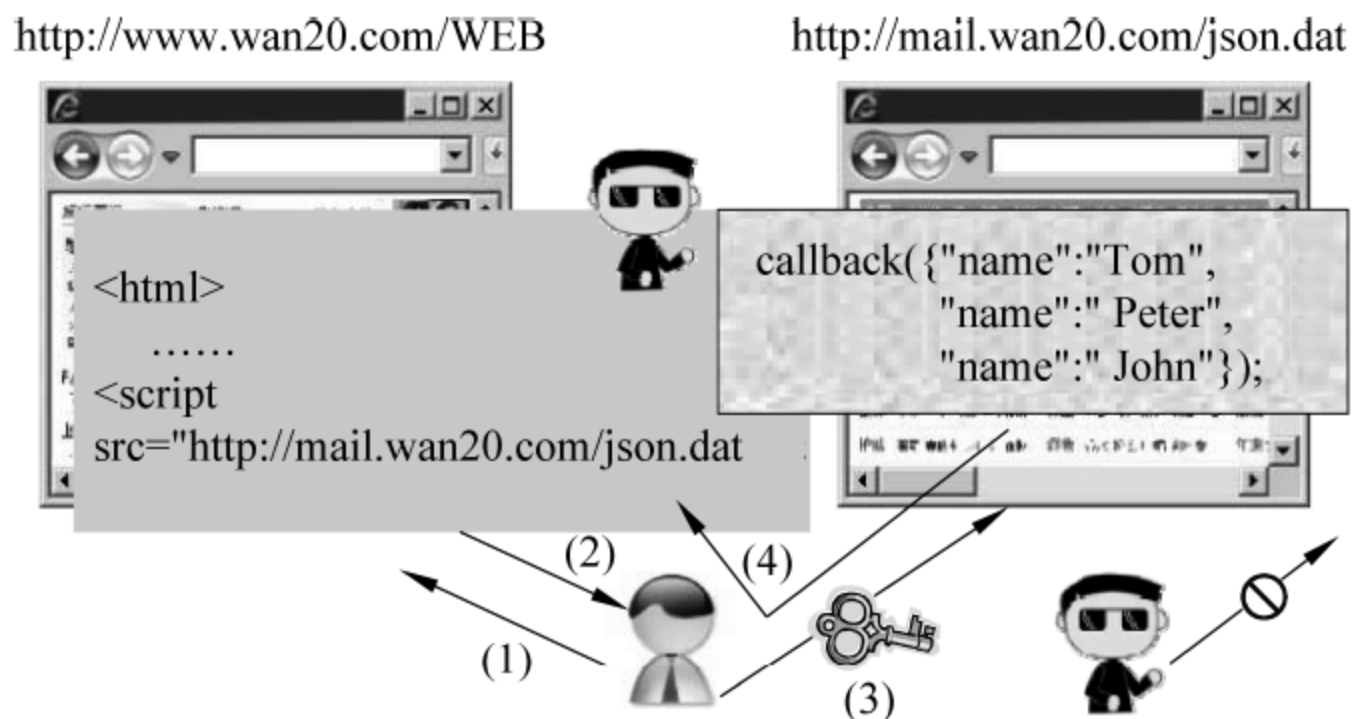 http://www.wan20.com/WEB
http://mail.wan20.com/json.dat
<html>
……
<script
src="http://mail.wan20.com/json.dat
callback({"name":"Tom",
"name":" Peter",
"name":" John"});
(1)
(2)
(3)
(4)